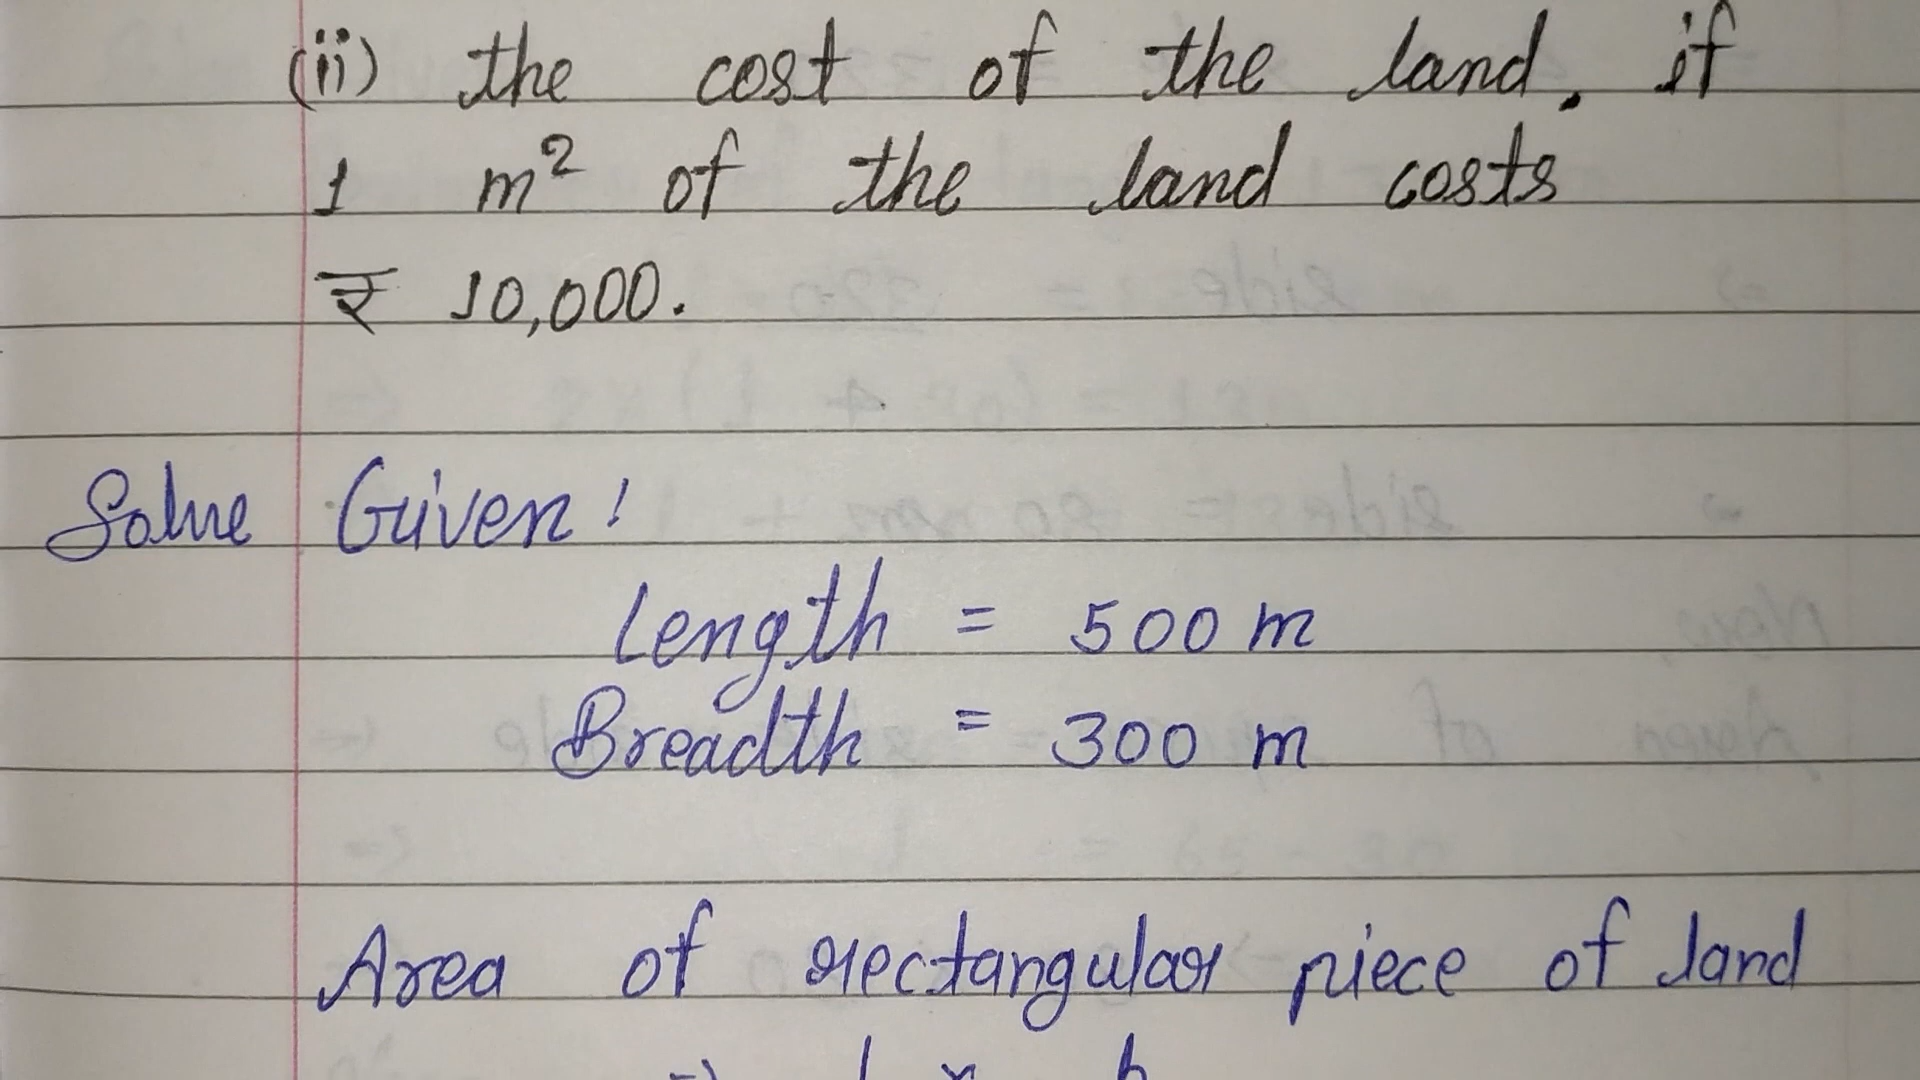 (ii) the cost of the land, if
1 m² of the land costs
₹ 10,000.
Solve Given!
Length = 500 m
Breadth = 300 m
Area of rectangular piece of land
⇒ l × b